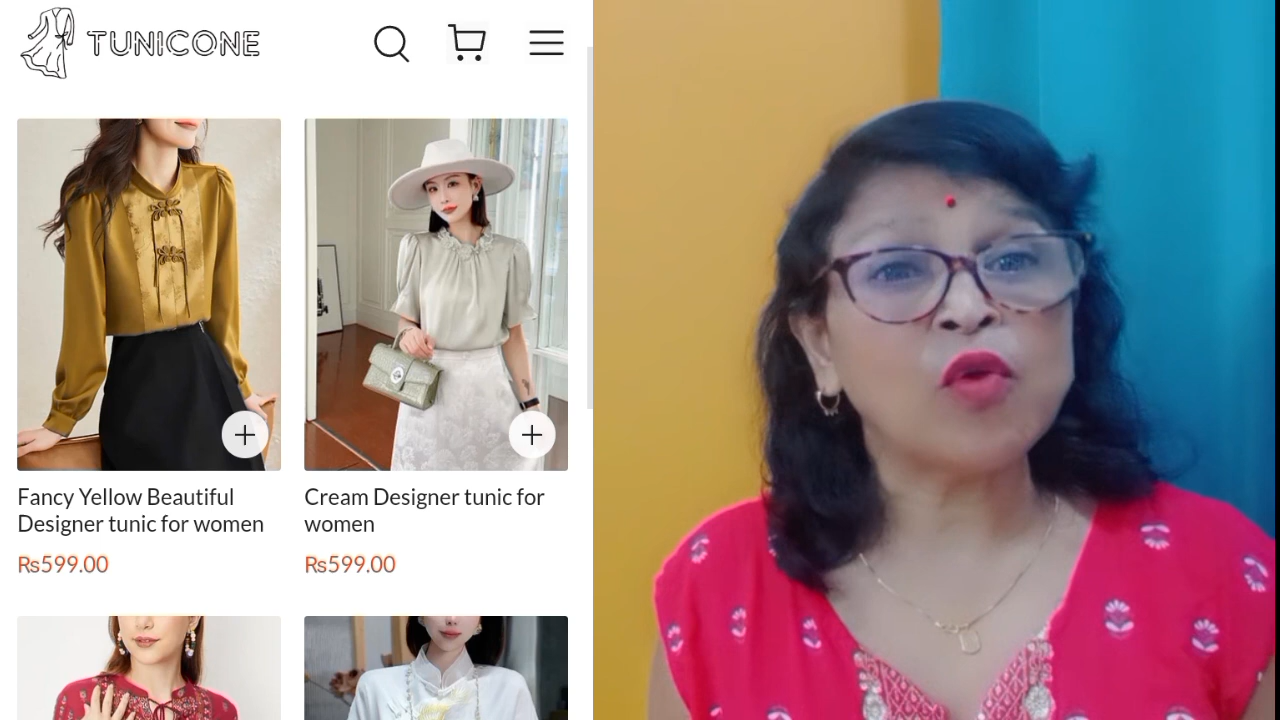 TUNICONE
Fancy Yellow Beautiful
Designer tunic for women
₨599.00
Cream Designer tunic for
women
₨599.00